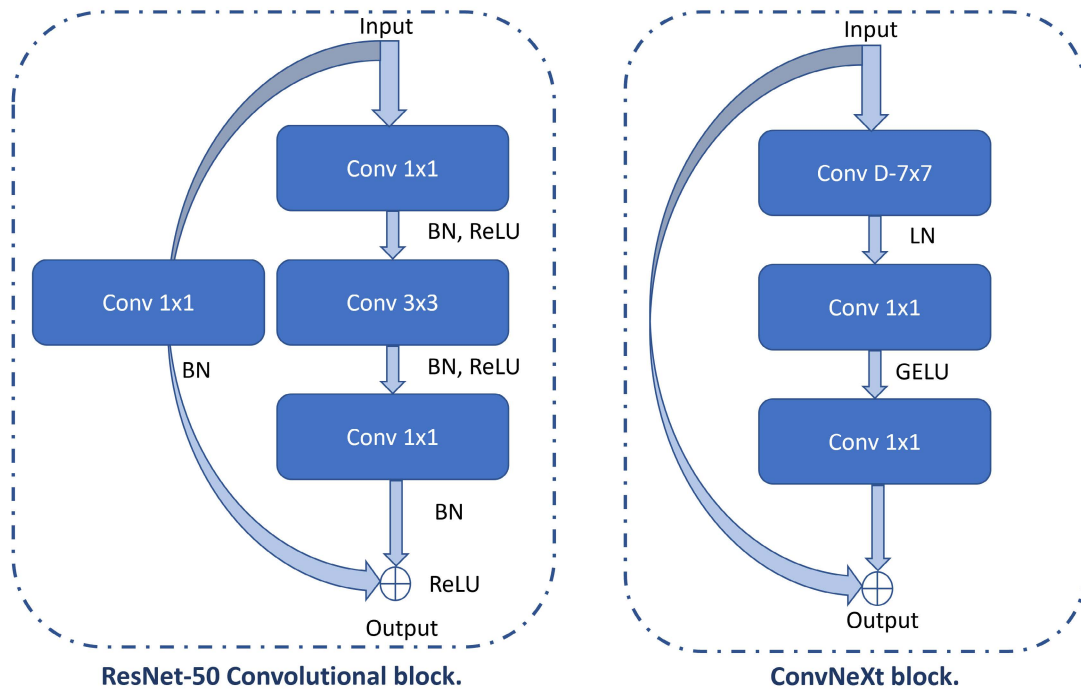 Input
Conv 1x1
BN, ReLU
Conv 1x1
Conv 3x3
BN
BN, ReLU
Conv 1x1
BN
ReLU
Output
ResNet-50 Convolutional block.
Input
Conv D-7x7
LN
Conv 1x1
GELU
Conv 1x1
Output
ConvNeXt block.